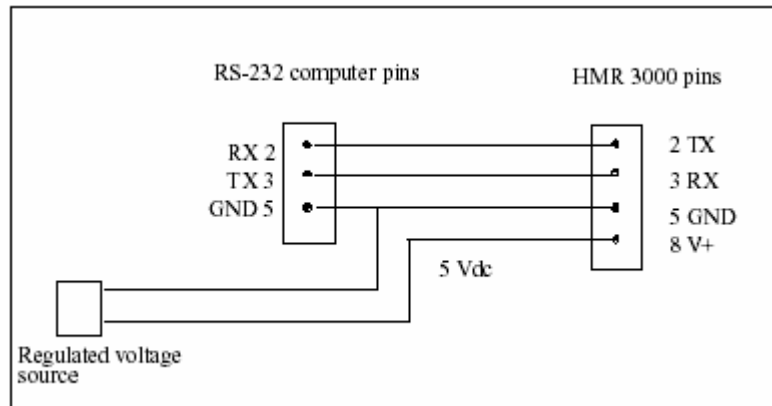 RS-232 computer pins
HMR 3000 pins
RX 2
TX 3
GND 5
2 TX
3 RX
5 GND
8 V+
5 Vdc
Regulated voltage
source